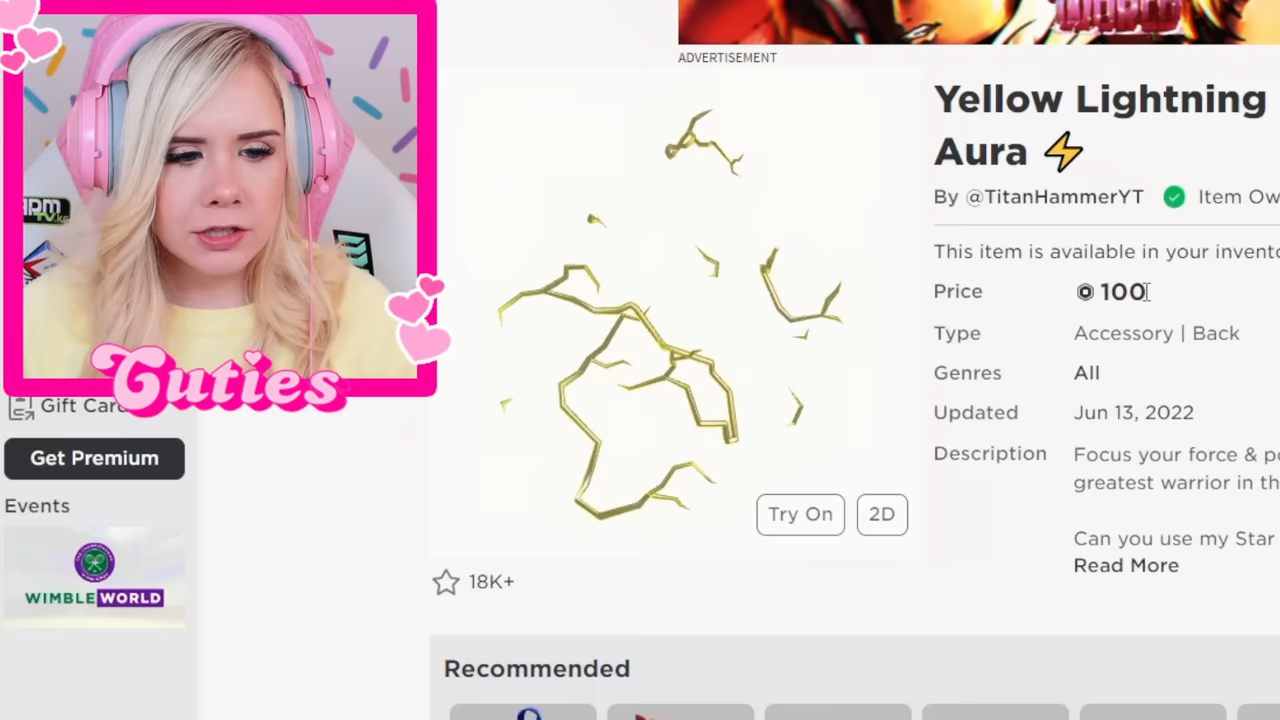 ADVERTISEMENT
Yellow Lightning
Aura ⚡
By @TitanHammerYT Item Ow
This item is available in your invento
Price 100
Type Accessory | Back
Genres All
Updated Jun 13, 2022
Description Focus your force & po
greatest warrior in th
Can you use my Star
Read More
Try On
2D
18K+
Recommended
Cuties
Gift Card
Get Premium
Events
WIMBLEWORLD